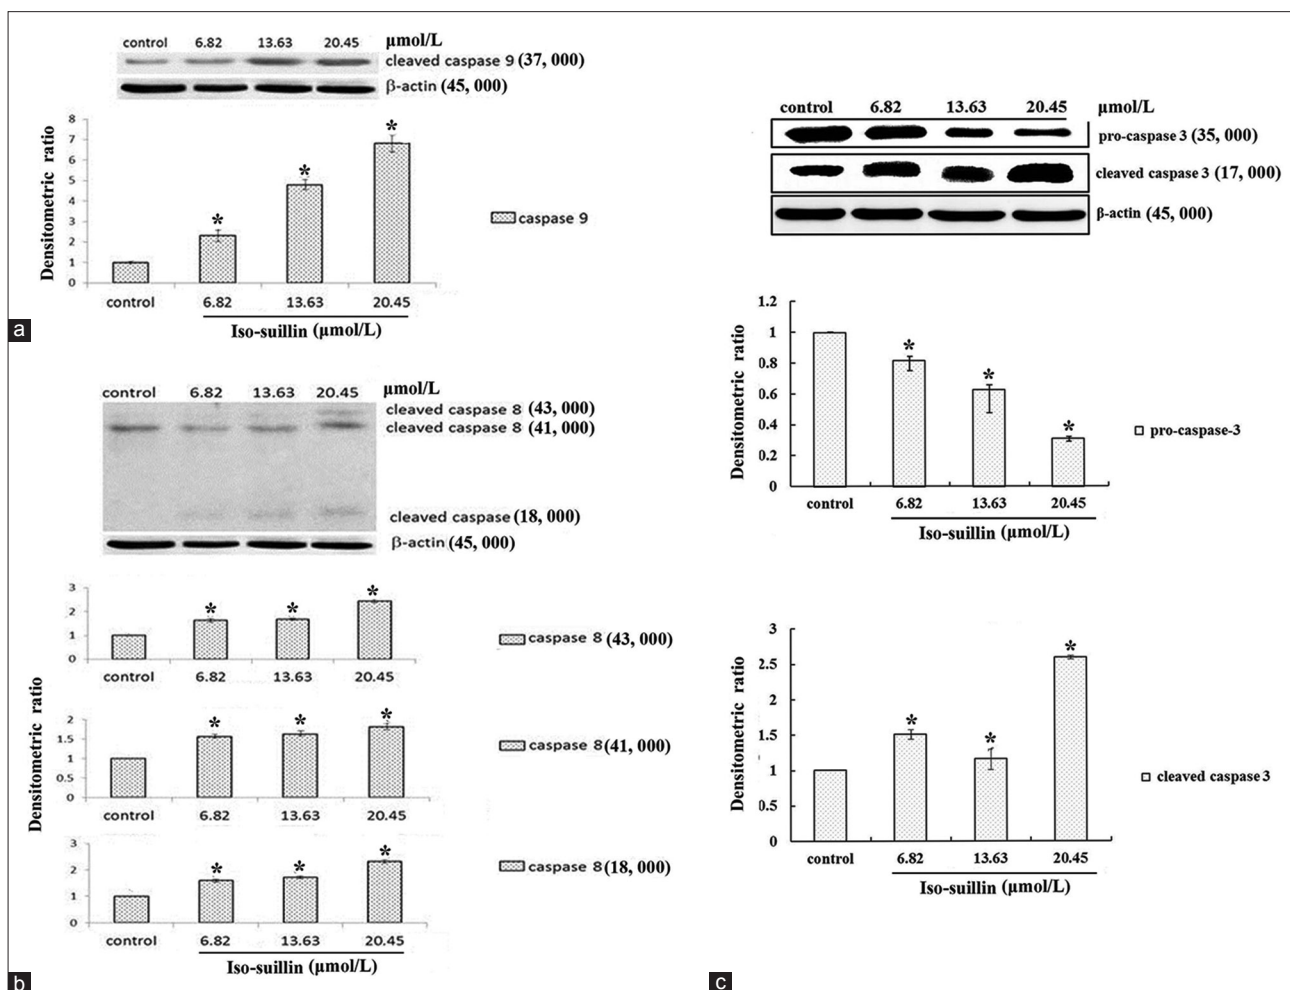 control 6.82 13.63 20.45 µmol/L
cleaved caspase 9 (37, 000)
β-actin (45, 000)
Densitometric ratio
8
7
6
5
4
3
2
1
0
* * *
caspase 9
control 6.82 13.63 20.45
Iso-suillin (µmol/L)
a
control 6.82 13.63 20.45 µmol/L
cleaved caspase 8 (43, 000)
cleaved caspase 8 (41, 000)
cleaved caspase (18, 000)
β-actin (45, 000)
Densitometric ratio
3
2
1
0
* * *
caspase 8 (43, 000)
control 6.82 13.63 20.45
2
1.5
1
0.5
0
* * *
caspase 8 (41, 000)
control 6.82 13.63 20.45
3
2
1
0
* * *
caspase 8 (18, 000)
control 6.82 13.63 20.45
Iso-suillin (µmol/L)
b
control 6.82 13.63 20.45 µmol/L
pro-caspase 3 (35, 000)
cleaved caspase 3 (17, 000)
β-actin (45, 000)
Densitometric ratio
1.2
1
0.8
0.6
0.4
0.2
0
* * *
pro-caspase-3
control 6.82 13.63 20.45
Iso-suillin (µmol/L)
Densitometric ratio
3
2.5
2
1.5
1
0.5
0
* * *
cleaved caspase 3
control 6.82 13.63 20.45
Iso-suillin (µmol/L)
c